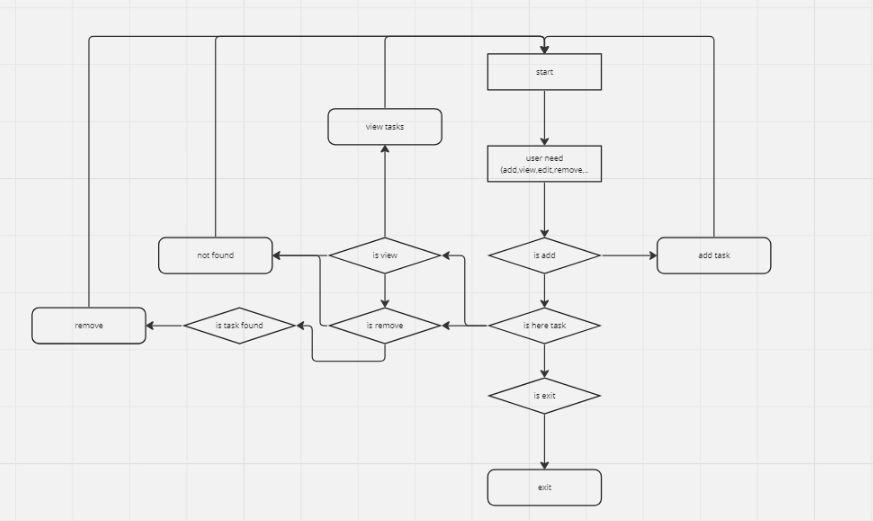 start
view tasks
user need
(add,view,edit,remove,...
not found
is view
is add
add task
remove
is task found
is remove
is here task
is exit
exit